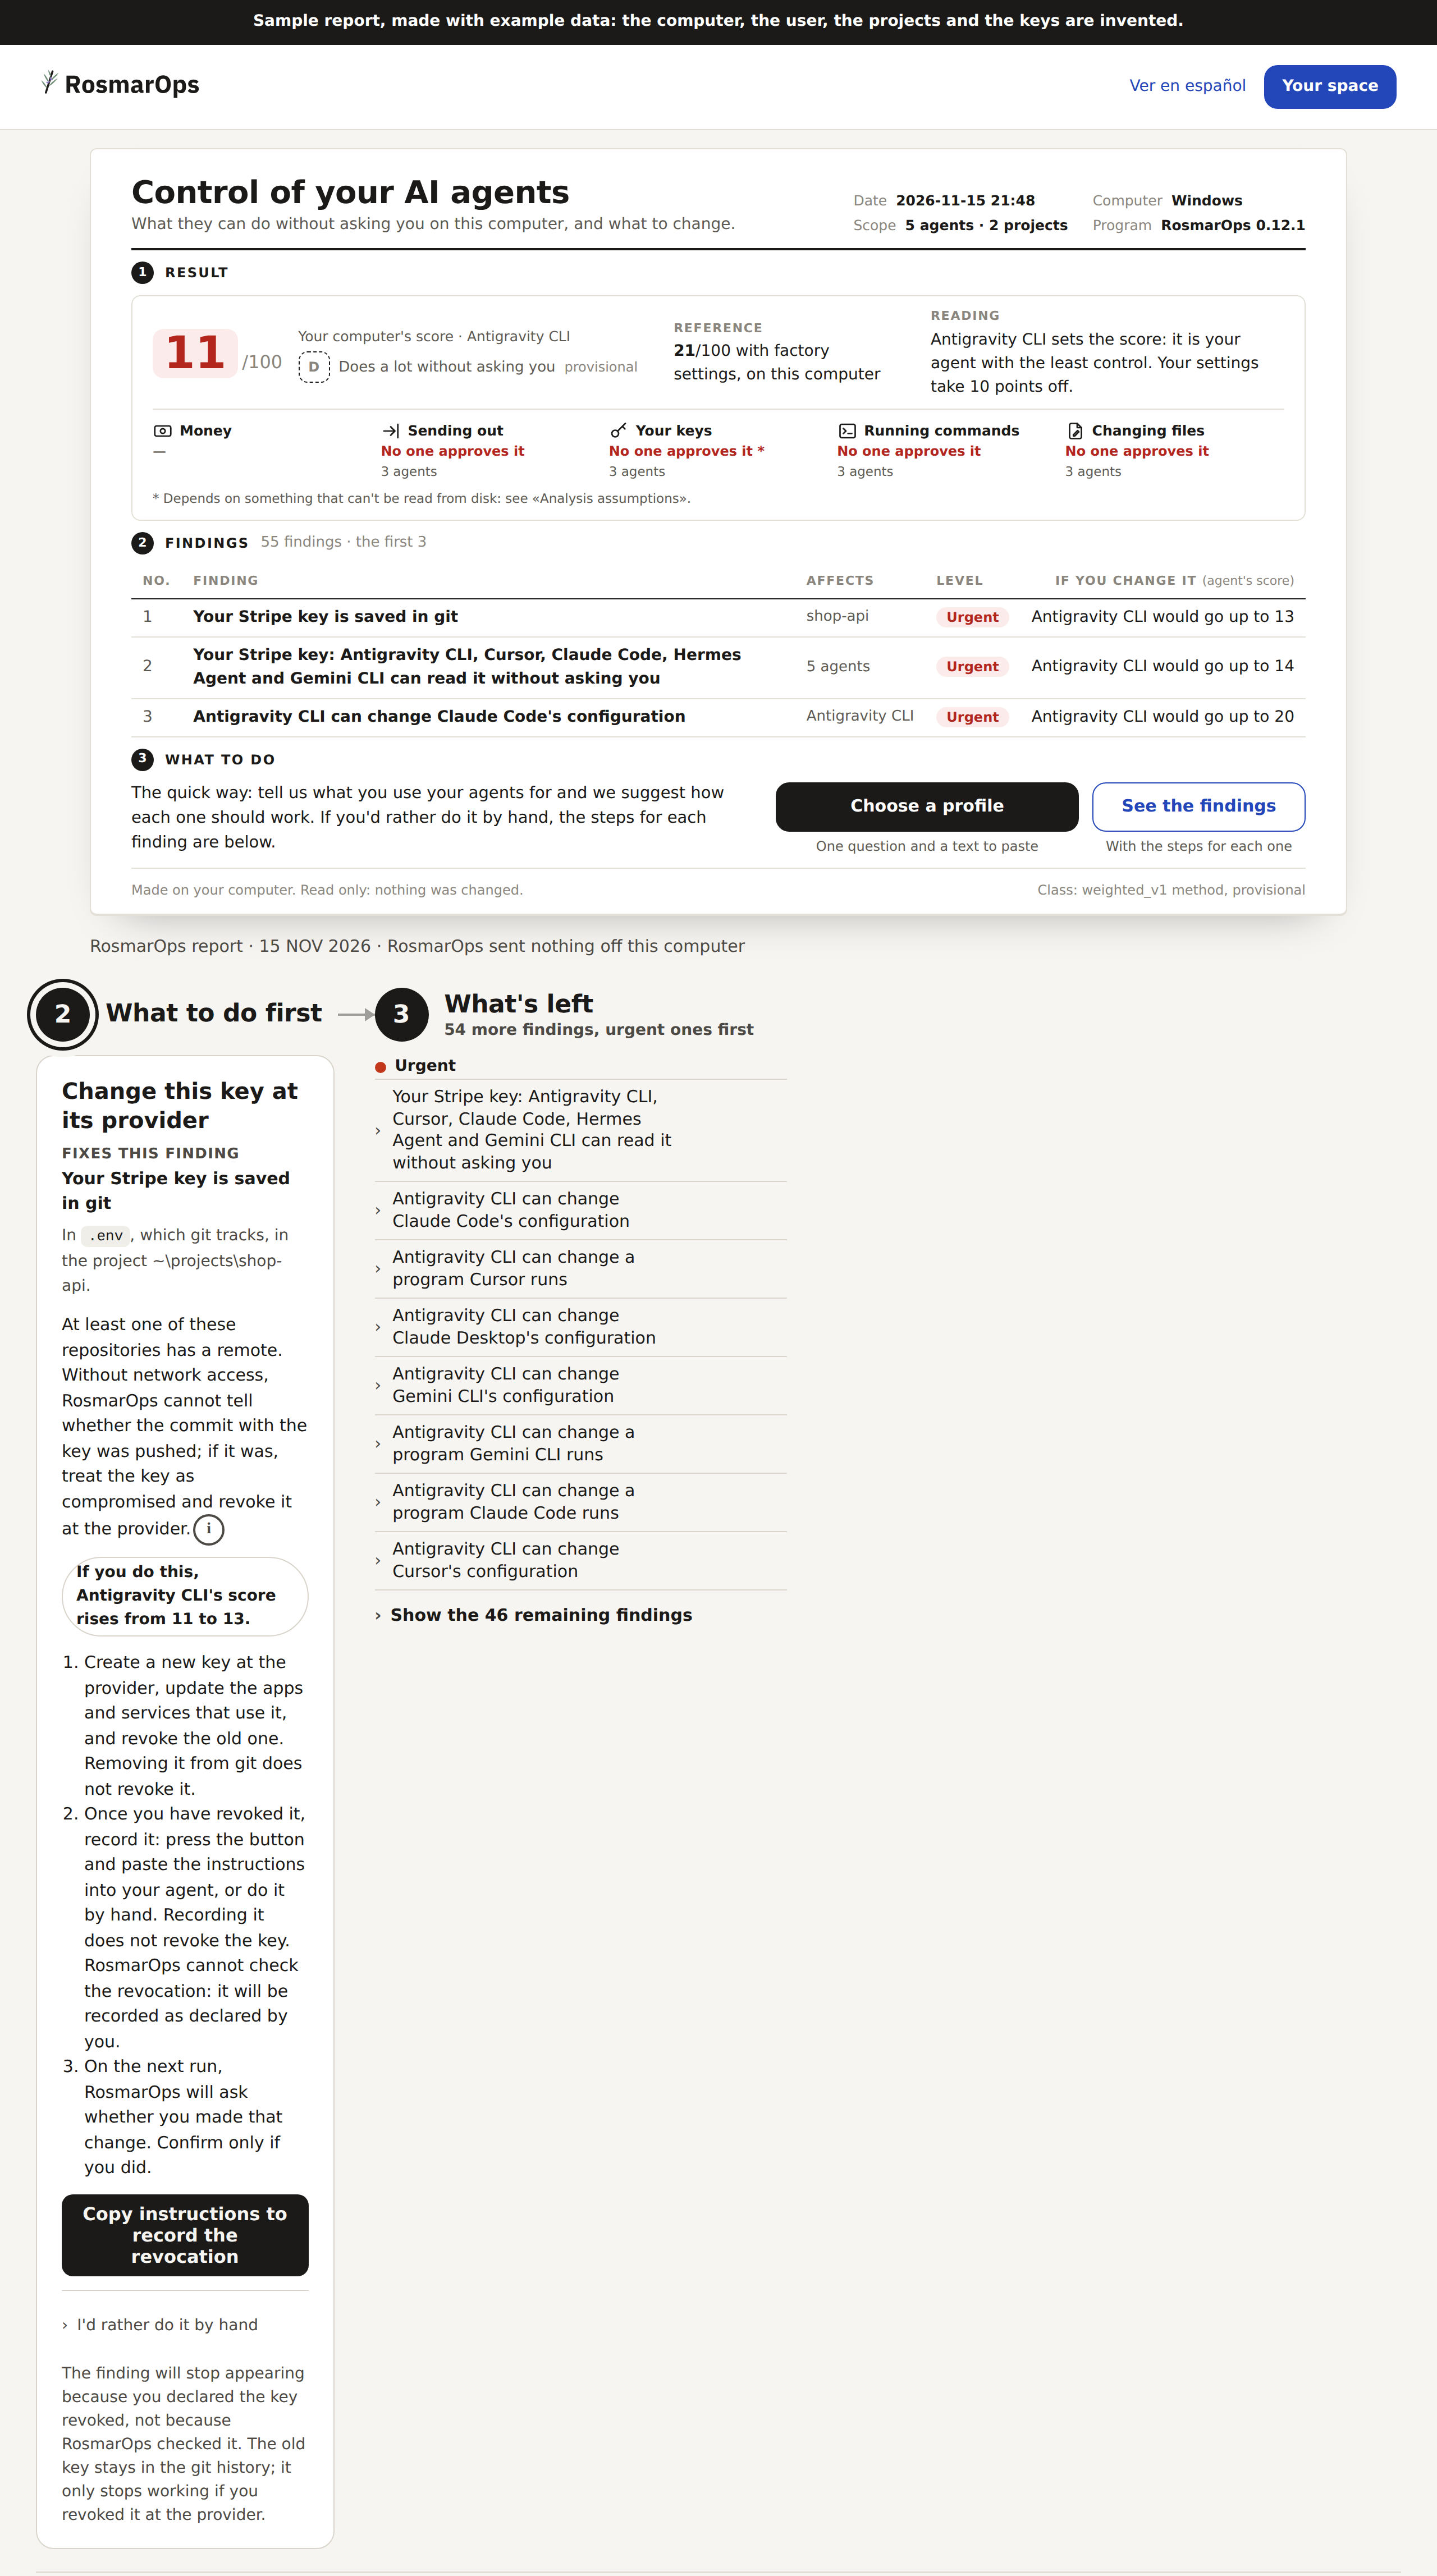 Sample report, made with example data: the computer, the user, the projects and the keys are invented.
RosmarOps
Ver en español
Your space
Control of your AI agents
What they can do without asking you on this computer, and what to change.
Date 2026-11-15 21:48
Computer Windows
Scope 5 agents · 2 projects
Program RosmarOps 0.12.1
1 RESULT
11 /100
Your computer's score · Antigravity CLI
D Does a lot without asking you provisional
REFERENCE
21/100 with factory
settings, on this computer
READING
Antigravity CLI sets the score: it is your
agent with the least control. Your settings
take 10 points off.
Money
—
Sending out
No one approves it
3 agents
Your keys
No one approves it *
3 agents
Running commands
No one approves it
3 agents
Changing files
No one approves it
3 agents
* Depends on something that can't be read from disk: see «Analysis assumptions».
2 FINDINGS 55 findings · the first 3
NO. FINDING AFFECTS LEVEL IF YOU CHANGE IT (agent's score)
1 Your Stripe key is saved in git shop-api Urgent Antigravity CLI would go up to 13
2 Your Stripe key: Antigravity CLI, Cursor, Claude Code, Hermes
Agent and Gemini CLI can read it without asking you 5 agents Urgent Antigravity CLI would go up to 14
3 Antigravity CLI can change Claude Code's configuration Antigravity CLI Urgent Antigravity CLI would go up to 20
3 WHAT TO DO
The quick way: tell us what you use your agents for and we suggest how
each one should work. If you'd rather do it by hand, the steps for each
finding are below.
Choose a profile
One question and a text to paste
See the findings
With the steps for each one
Made on your computer. Read only: nothing was changed.
Class: weighted_v1 method, provisional
RosmarOps report · 15 NOV 2026 · RosmarOps sent nothing off this computer
2 What to do first
Change this key at
its provider
FIXES THIS FINDING
Your Stripe key is saved
in git
In .env, which git tracks, in
the project ~\projects\shop-
api.
At least one of these
repositories has a remote.
Without network access,
RosmarOps cannot tell
whether the commit with the
key was pushed; if it was,
treat the key as
compromised and revoke it
at the provider. i
If you do this,
Antigravity CLI's score
rises from 11 to 13.
1. Create a new key at the
provider, update the apps
and services that use it,
and revoke the old one.
Removing it from git does
not revoke it.
2. Once you have revoked it,
record it: press the button
and paste the instructions
into your agent, or do it
by hand. Recording it
does not revoke the key.
RosmarOps cannot check
the revocation: it will be
recorded as declared by
you.
3. On the next run,
RosmarOps will ask
whether you made that
change. Confirm only if
you did.
Copy instructions to
record the
revocation
› I'd rather do it by hand
The finding will stop appearing
because you declared the key
revoked, not because
RosmarOps checked it. The old
key stays in the git history; it
only stops working if you
revoked it at the provider.
3 What's left
54 more findings, urgent ones first
Urgent
› Your Stripe key: Antigravity CLI,
Cursor, Claude Code, Hermes
Agent and Gemini CLI can read it
without asking you
› Antigravity CLI can change
Claude Code's configuration
› Antigravity CLI can change a
program Cursor runs
› Antigravity CLI can change
Claude Desktop's configuration
› Antigravity CLI can change
Gemini CLI's configuration
› Antigravity CLI can change a
program Gemini CLI runs
› Antigravity CLI can change a
program Claude Code runs
› Antigravity CLI can change
Cursor's configuration
› Show the 46 remaining findings